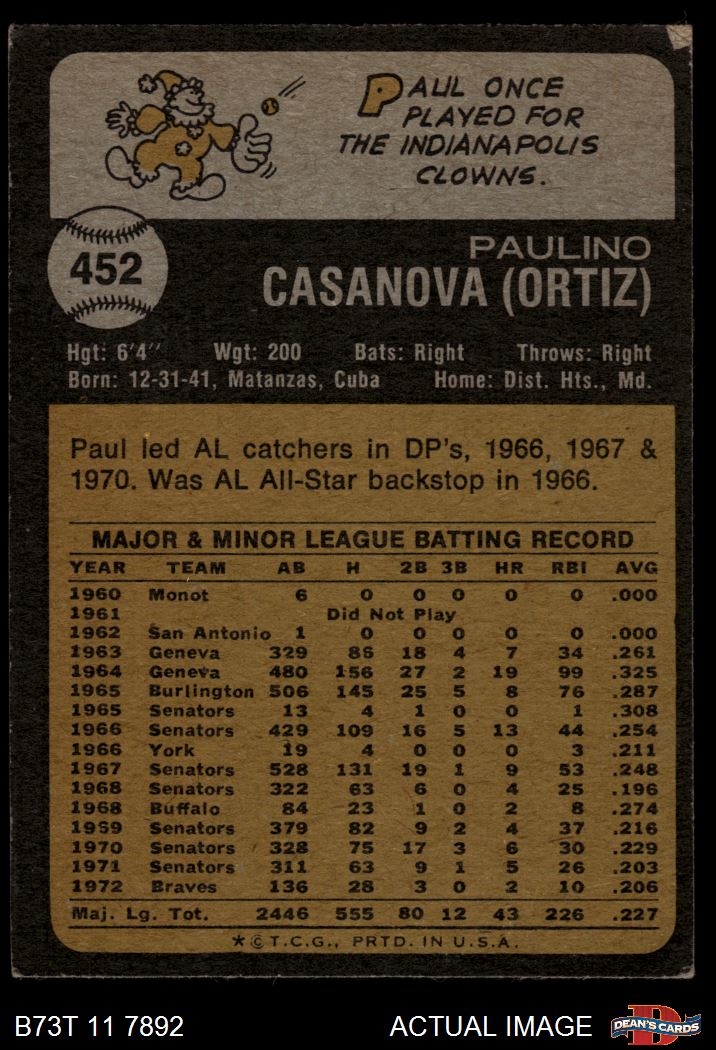 PAUL ONCE
PLAYED FOR
THE INDIANAPOLIS
CLOWNS.
452
PAULINO
CASANOVA (ORTIZ)
Hgt: 6'4" Wgt: 200 Bats: Right Throws: Right
Born: 12-31-41, Matanzas, Cuba Home: Dist. Hts., Md.
Paul led AL catchers in DP's, 1966, 1967 &
1970. Was AL All-Star backstop in 1966.
MAJOR & MINOR LEAGUE BATTING RECORD
YEAR TEAM AB H 2B 3B HR RBI AVG
1960 Monot 6 0 0 0 0 0 .000
1961 Did Not Play
1962 San Antonio 1 0 0 0 0 0 .000
1963 Geneva 329 86 18 4 7 34 .261
1964 Geneva 480 156 27 2 19 99 .325
1965 Burlington 506 145 25 5 8 76 .287
1965 Senators 13 4 1 0 0 1 .308
1966 Senators 429 109 16 5 13 44 .254
1966 York 19 4 0 0 0 3 .211
1967 Senators 528 131 19 1 9 53 .248
1968 Senators 322 63 6 0 4 25 .196
1968 Buffalo 84 23 1 0 2 8 .274
1959 Senators 379 82 9 2 4 37 .216
1970 Senators 328 75 17 3 6 30 .229
1971 Senators 311 63 9 1 5 26 .203
1972 Braves 136 28 3 0 2 10 .206
Maj. Lg. Tot. 2446 555 80 12 43 226 .227
★©T.C.G., PRTD. IN U.S.A.
B73T 11 7892 ACTUAL IMAGE DEAN'S CARDS